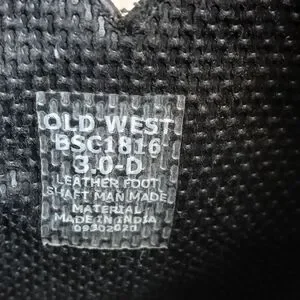 OLD WEST
BSC1816
3.0-D
LEATHER FOOT
SHAFT MAN MADE
MATERIAL
MADE IN INDIA
09302020